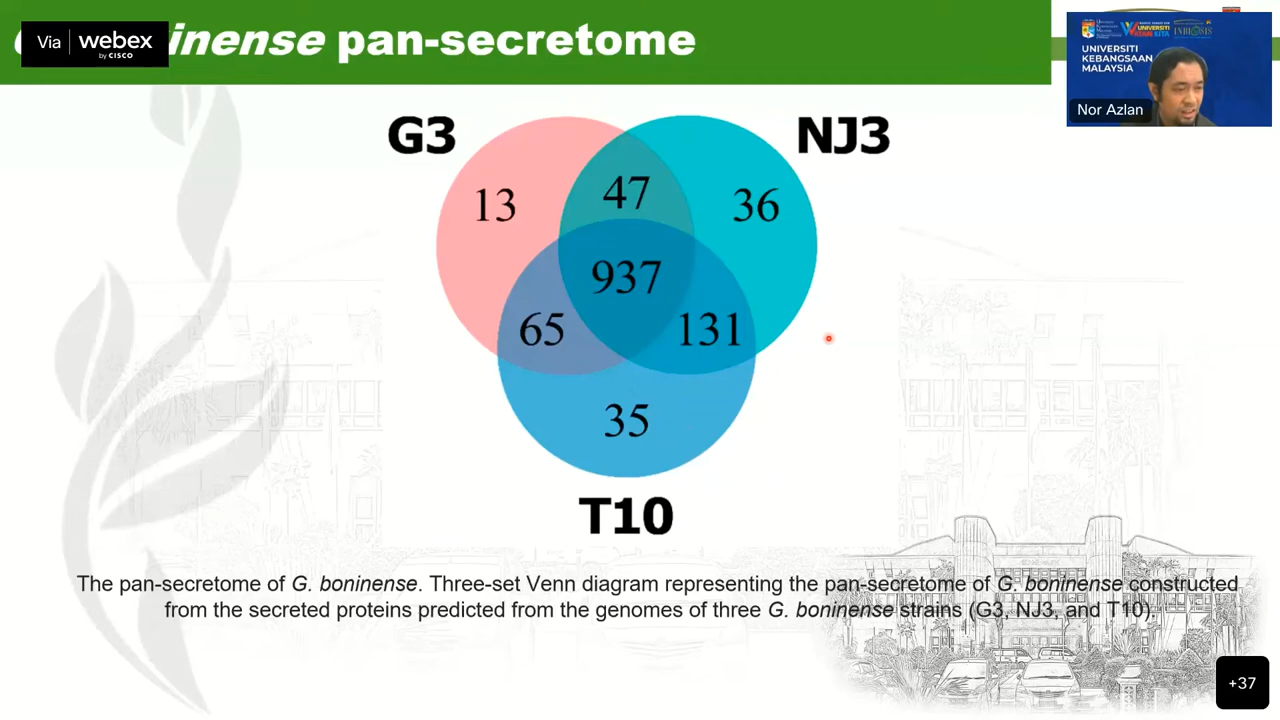 Via webex
by CISCO
inense pan-secretome
UNIVERSITI
KEBANGSAAN
MALAYSIA
Nor Azlan
G3
NJ3
13
47
36
937
65
131
35
T10
The pan-secretome of G. boninense. Three-set Venn diagram representing the pan-secretome of G. boninense constructed
from the secreted proteins predicted from the genomes of three G. boninense strains (G3, NJ3, and T10).
+37